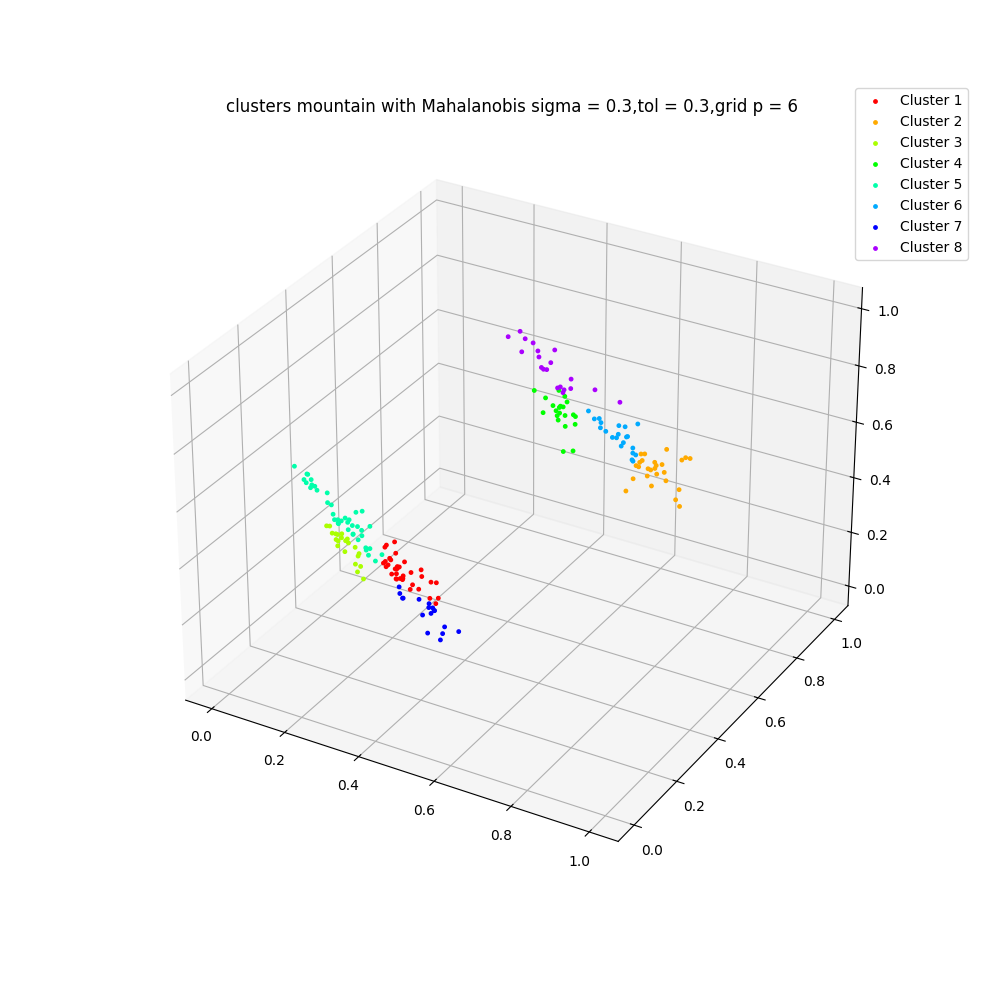 clusters mountain with Mahalanobis sigma = 0.3,tol = 0.3,grid p = 6
Cluster 1
Cluster 2
Cluster 3
Cluster 4
Cluster 5
Cluster 6
Cluster 7
Cluster 8
1.0
0.8
0.6
0.4
0.2
0.0
1.0
0.8
0.6
0.4
0.2
0.0
0.0
0.2
0.4
0.6
0.8
1.0